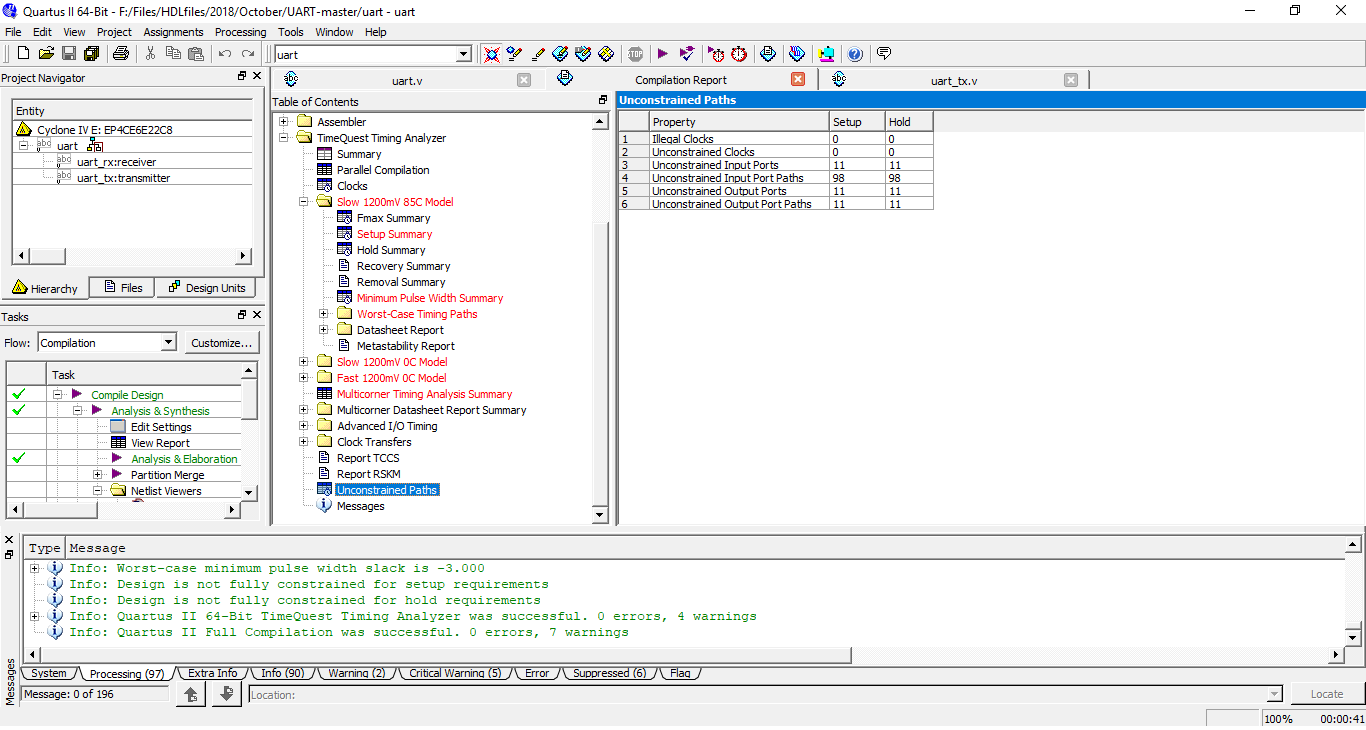 Quartus II 64-Bit - F:/Files/HDLfiles/2018/October/UART-master/uart - uart
File Edit View Project Assignments Processing Tools Window Help
uart
Project Navigator
Entity
Cyclone IV E: EP4CE6E22C8
uart
uart_rx:receiver
uart_tx:transmitter
Hierarchy Files Design Units
Tasks
Flow: Compilation Customize...
Task
Compile Design
Analysis & Synthesis
Edit Settings
View Report
Analysis & Elaboration
Partition Merge
Netlist Viewers
uart.v Compilation Report uart_tx.v
Table of Contents
Assembler
TimeQuest Timing Analyzer
Summary
Parallel Compilation
Clocks
Slow 1200mV 85C Model
Fmax Summary
Setup Summary
Hold Summary
Recovery Summary
Removal Summary
Minimum Pulse Width Summary
Worst-Case Timing Paths
Datasheet Report
Metastability Report
Slow 1200mV 0C Model
Fast 1200mV 0C Model
Multicorner Timing Analysis Summary
Multicorner Datasheet Report Summary
Advanced I/O Timing
Clock Transfers
Report TCCS
Report RSKM
Unconstrained Paths
Messages
Unconstrained Paths
Property Setup Hold
1 Illegal Clocks 0 0
2 Unconstrained Clocks 0 0
3 Unconstrained Input Ports 11 11
4 Unconstrained Input Port Paths 98 98
5 Unconstrained Output Ports 11 11
6 Unconstrained Output Port Paths 11 11
Type Message
Info: Worst-case minimum pulse width slack is -3.000
Info: Design is not fully constrained for setup requirements
Info: Design is not fully constrained for hold requirements
Info: Quartus II 64-Bit TimeQuest Timing Analyzer was successful. 0 errors, 4 warnings
Info: Quartus II Full Compilation was successful. 0 errors, 7 warnings
System Processing (97) Extra Info Info (90) Warning (2) Critical Warning (5) Error Suppressed (6) Flag
Messages
Message: 0 of 196 Location: Locate
100% 00:00:41